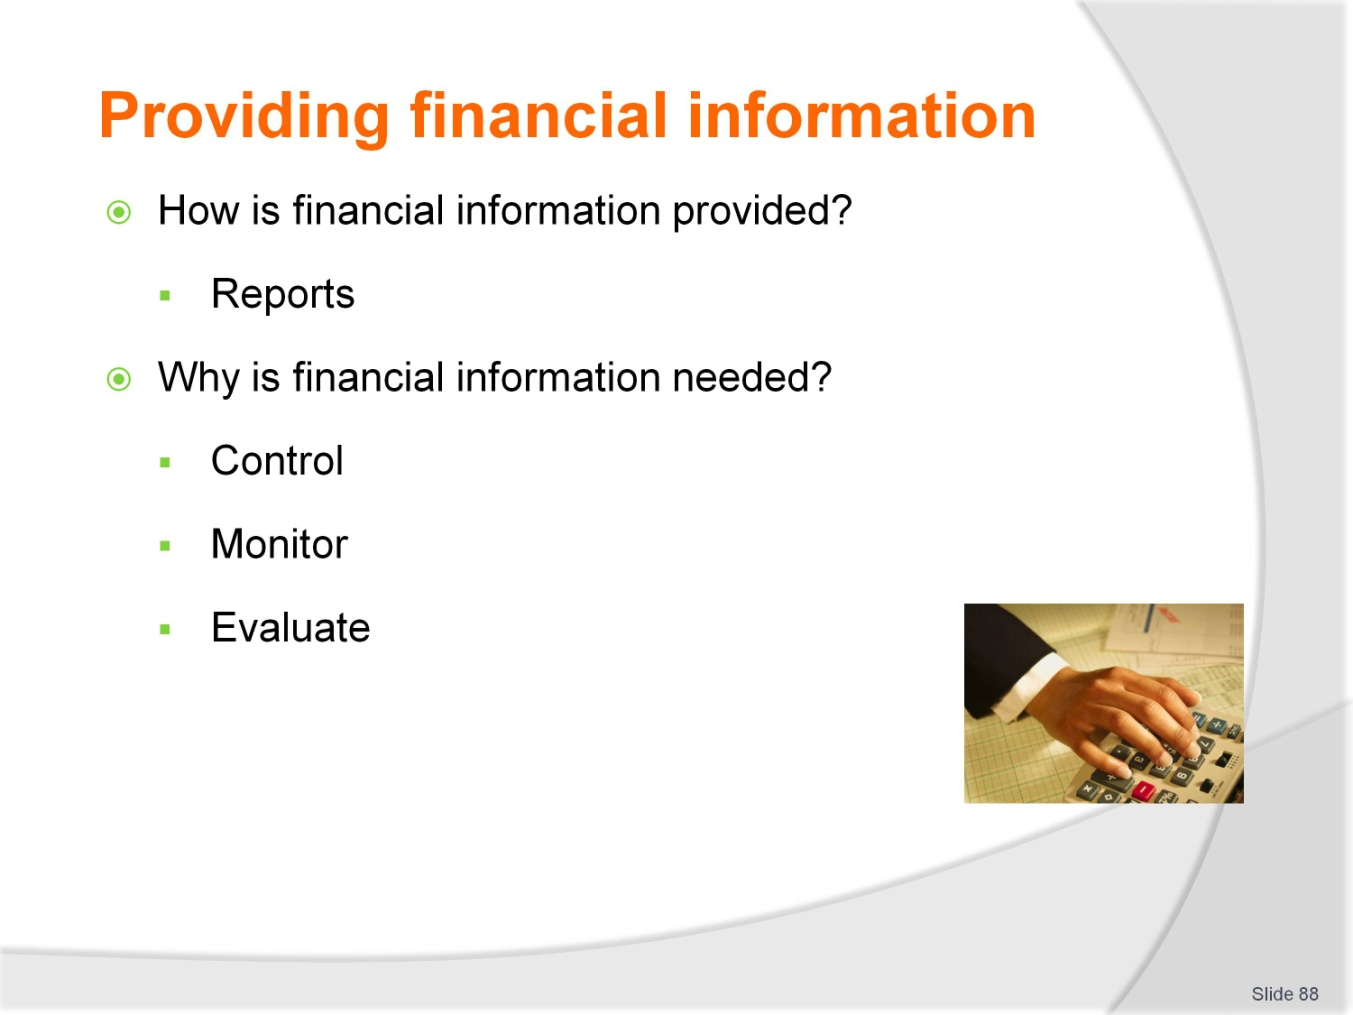 Providing financial information
How is financial information provided?
Reports
Why is financial information needed?
Control
Monitor
Evaluate
Slide 88